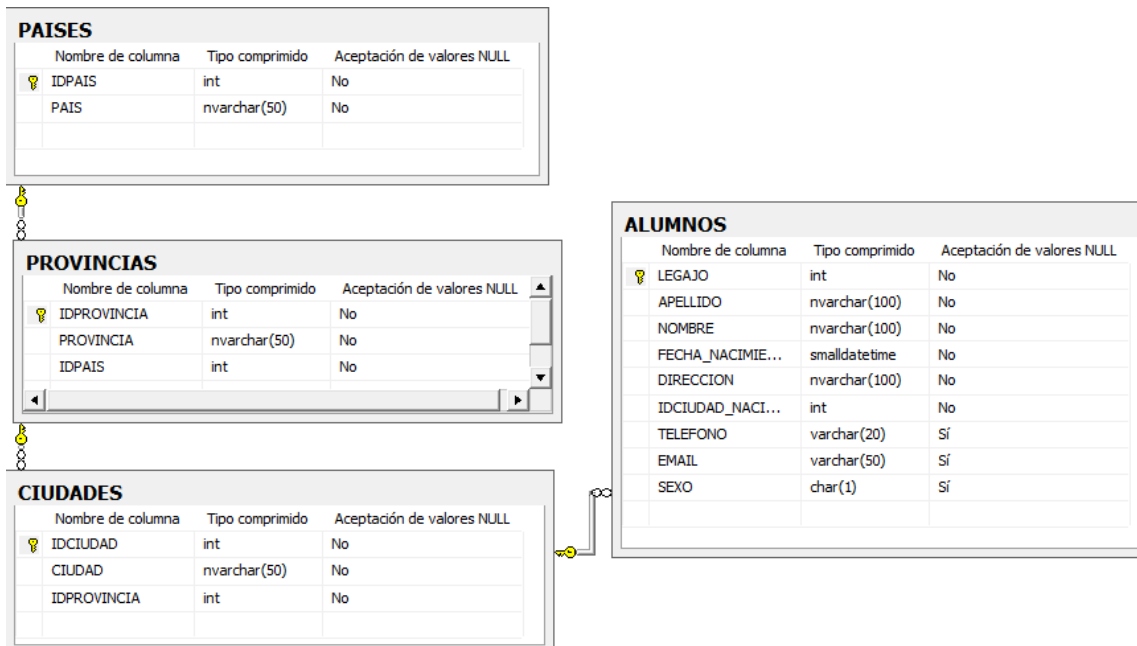 PAISES
Nombre de columna Tipo comprimido Aceptación de valores NULL
IDPAIS int No
PAIS nvarchar(50) No
PROVINCIAS
Nombre de columna Tipo comprimido Aceptación de valores NULL
IDPROVINCIA int No
PROVINCIA nvarchar(50) No
IDPAIS int No
CIUDADES
Nombre de columna Tipo comprimido Aceptación de valores NULL
IDCIUDAD int No
CIUDAD nvarchar(50) No
IDPROVINCIA int No
ALUMNOS
Nombre de columna Tipo comprimido Aceptación de valores NULL
LEGAJO int No
APELLIDO nvarchar(100) No
NOMBRE nvarchar(100) No
FECHA_NACIMIE... smalldatetime No
DIRECCION nvarchar(100) No
IDCIUDAD_NACI... int No
TELEFONO varchar(20) Sí
EMAIL varchar(50) Sí
SEXO char(1) Sí